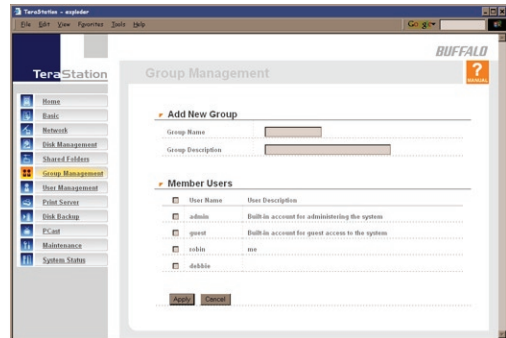 TeraStation - explorer
File Edit View Favorites Tools Help
Google
BUFFALO
TeraStation
Group Management
?
MANUAL
Home
Basic
Network
Disk Management
Shared Folders
Group Management
User Management
Print Server
Disk Backup
PCast
Maintenance
System Status
Add New Group
Group Name
Group Description
Member Users
User Name User Description
admin Built-in account for administering the system
guest Built-in account for guest access to the system
robin me
debbie
Apply Cancel